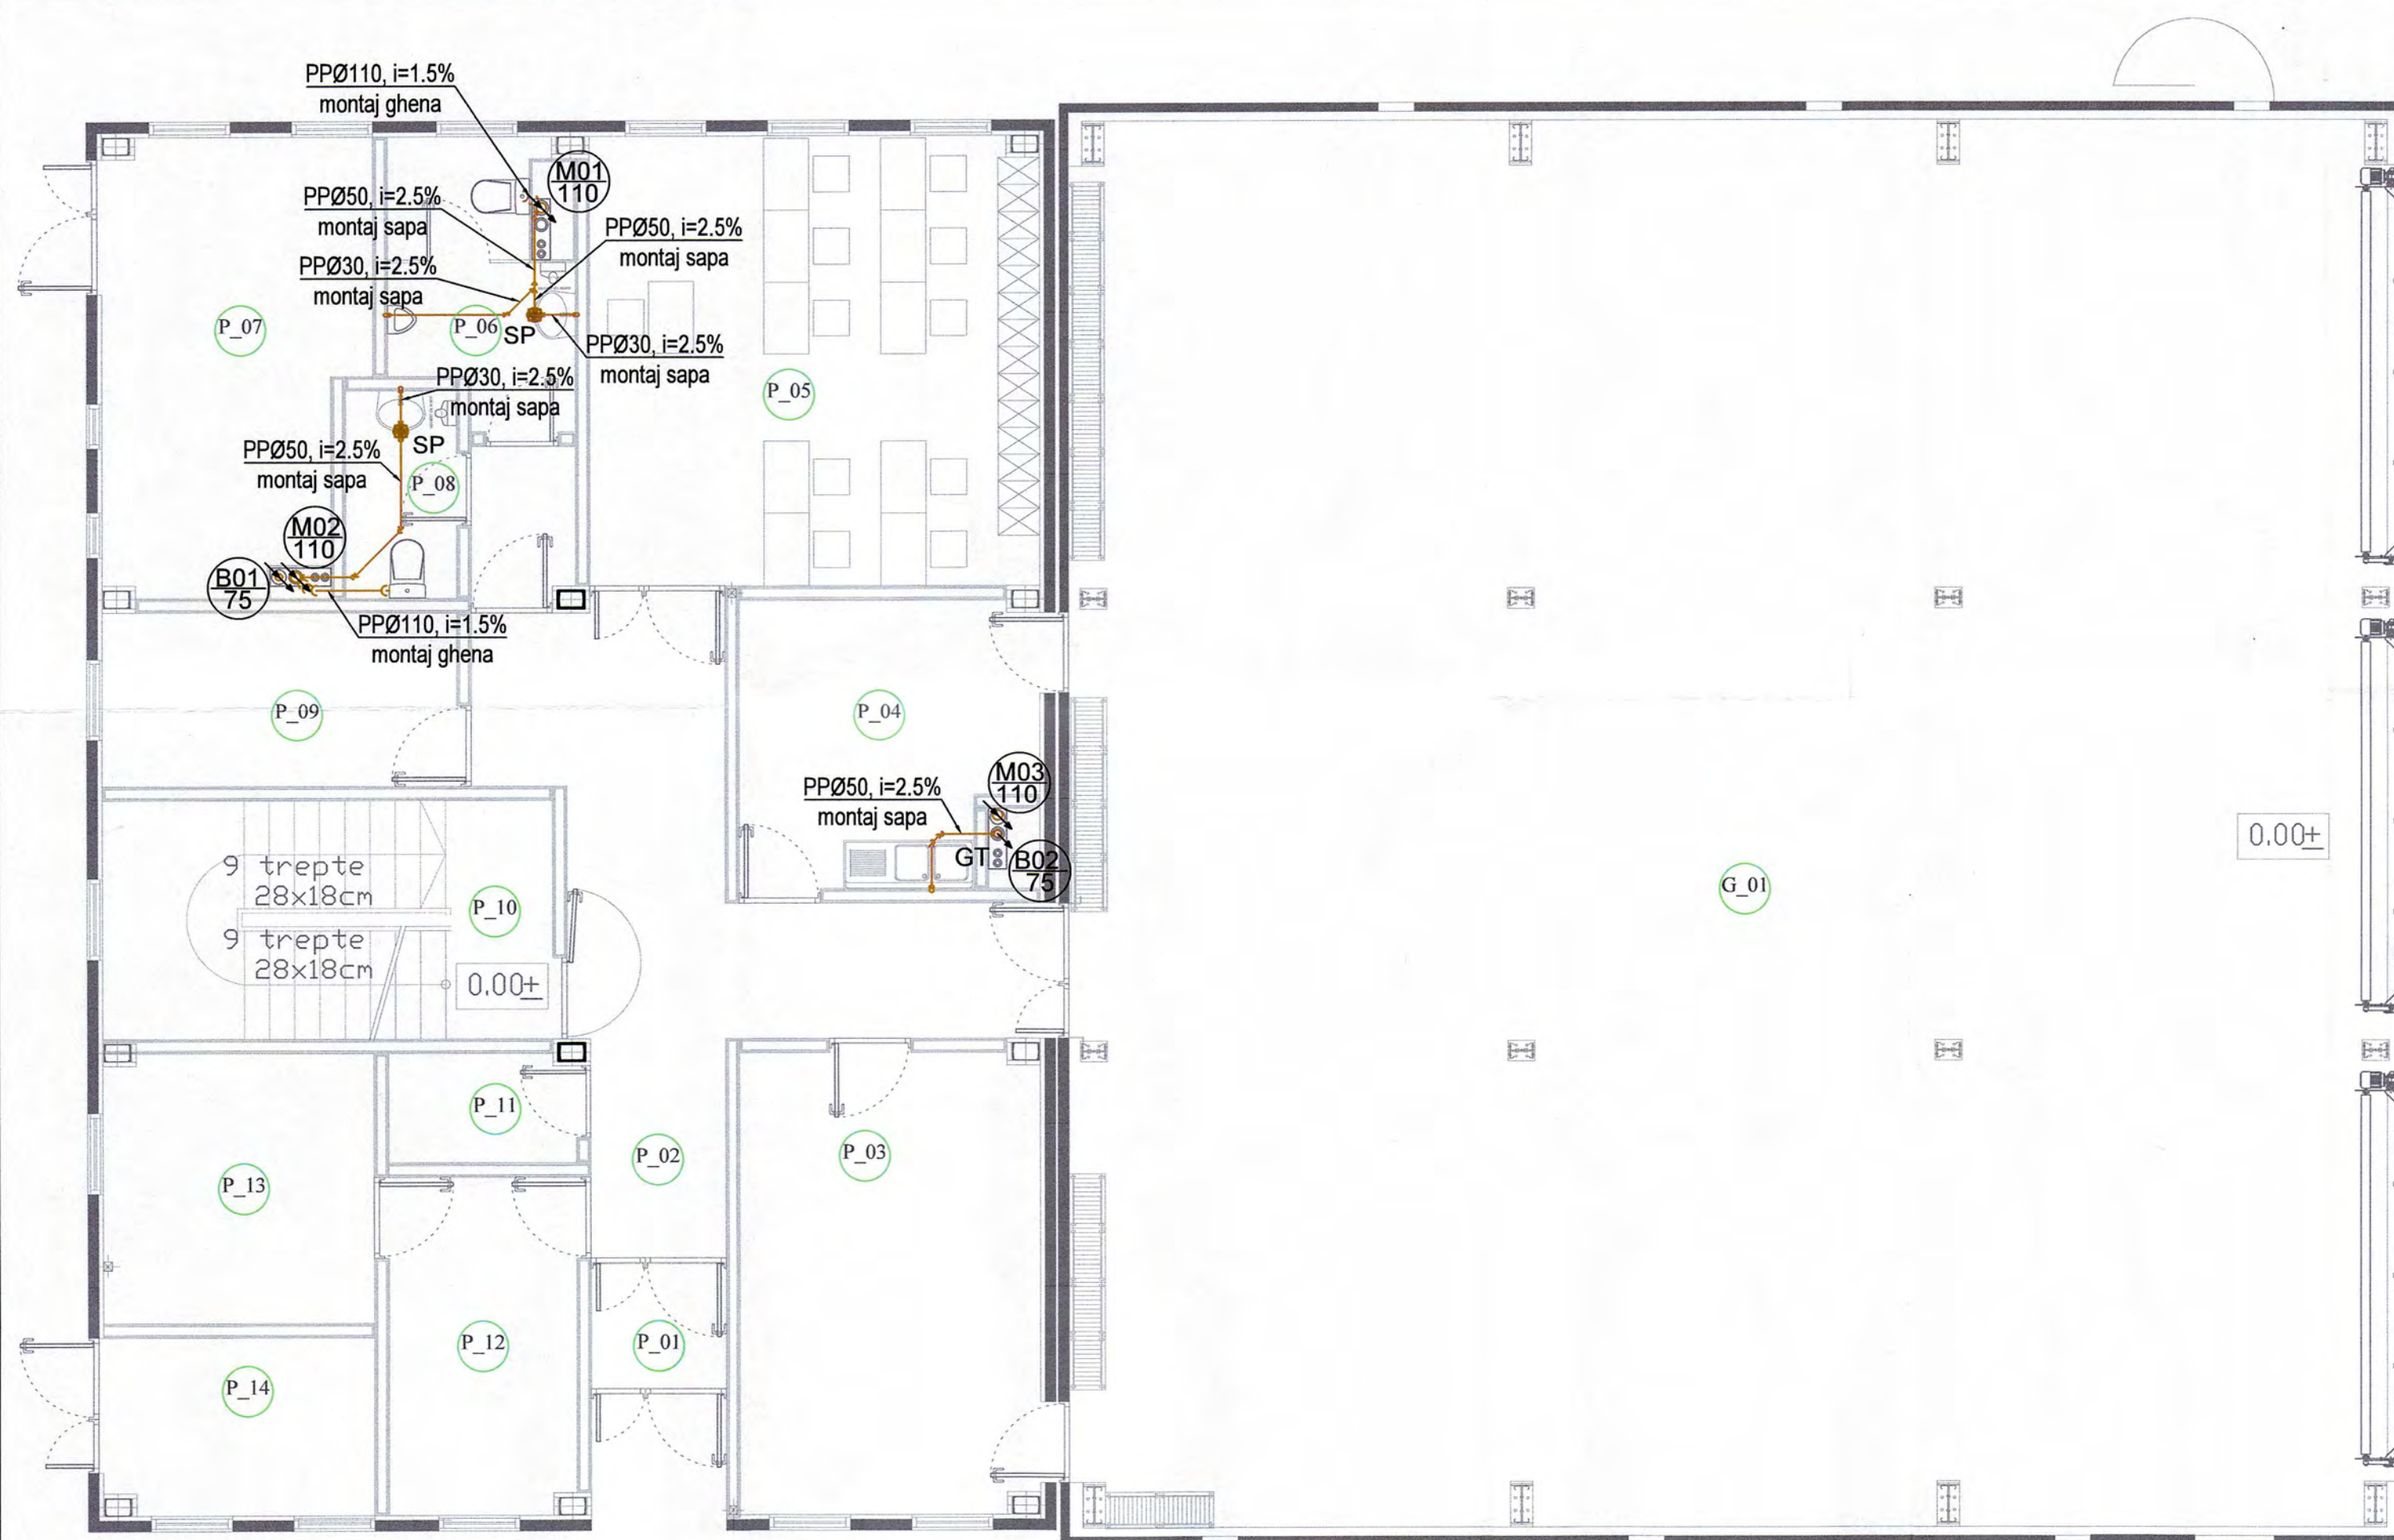 PPØ110, i=1.5%
montaj ghena
M01
110
PPØ50, i=2.5%
montaj sapa
PPØ50, i=2.5%
montaj sapa
PPØ30, i=2.5%
montaj sapa
P_07
P_06
SP
PPØ30, i=2.5%
montaj sapa
PPØ30, i=2.5%
montaj sapa
P_05
PPØ50, i=2.5%
montaj sapa
SP
P_08
M02
110
B01
75
PPØ110, i=1.5%
montaj ghena
P_09
P_04
M03
110
PPØ50, i=2.5%
montaj sapa
GT
B02
75
9 trepte
28x18cm
P_10
9 trepte
28x18cm
0.00±
G_01
0.00±
P_11
P_02
P_03
P_13
P_12
P_01
P_14